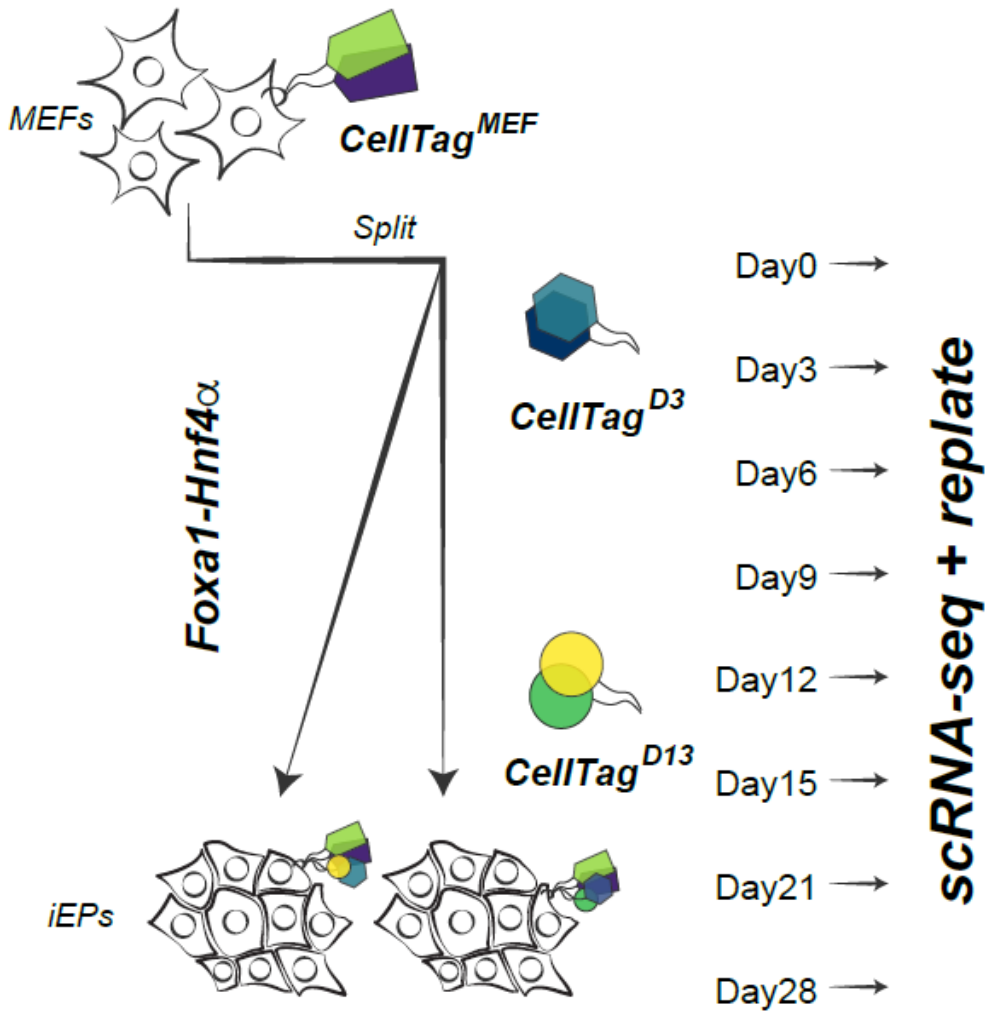 MEFs
CellTag^MEF
Split
Foxa1-Hnf4α
CellTag^D3
CellTag^D13
iEPs
Day0
Day3
Day6
Day9
Day12
Day15
Day21
Day28
scRNA-seq + replate